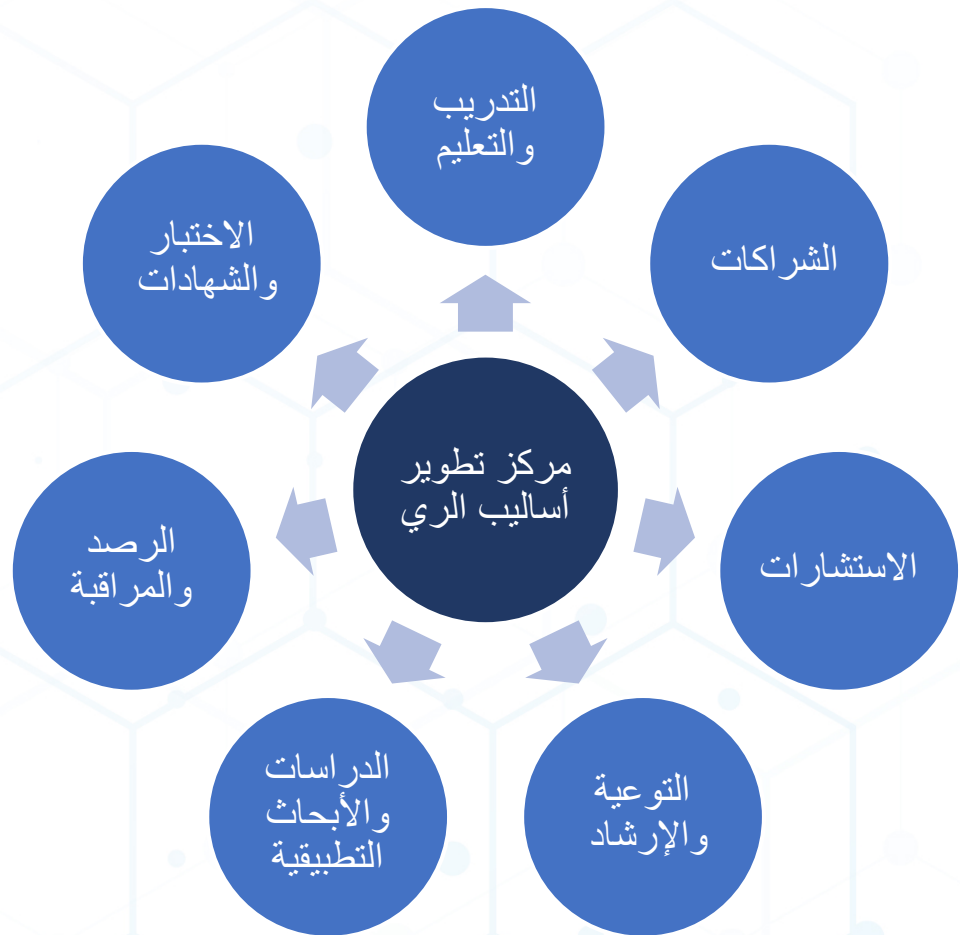 التدريب
والتعليم
الشراكات
الاختبار
والشهادات
مركز تطوير
أساليب الري
الاستشارات
الرصد
والمراقبة
التوعية
والإرشاد
الدراسات
والأبحاث
التطبيقية